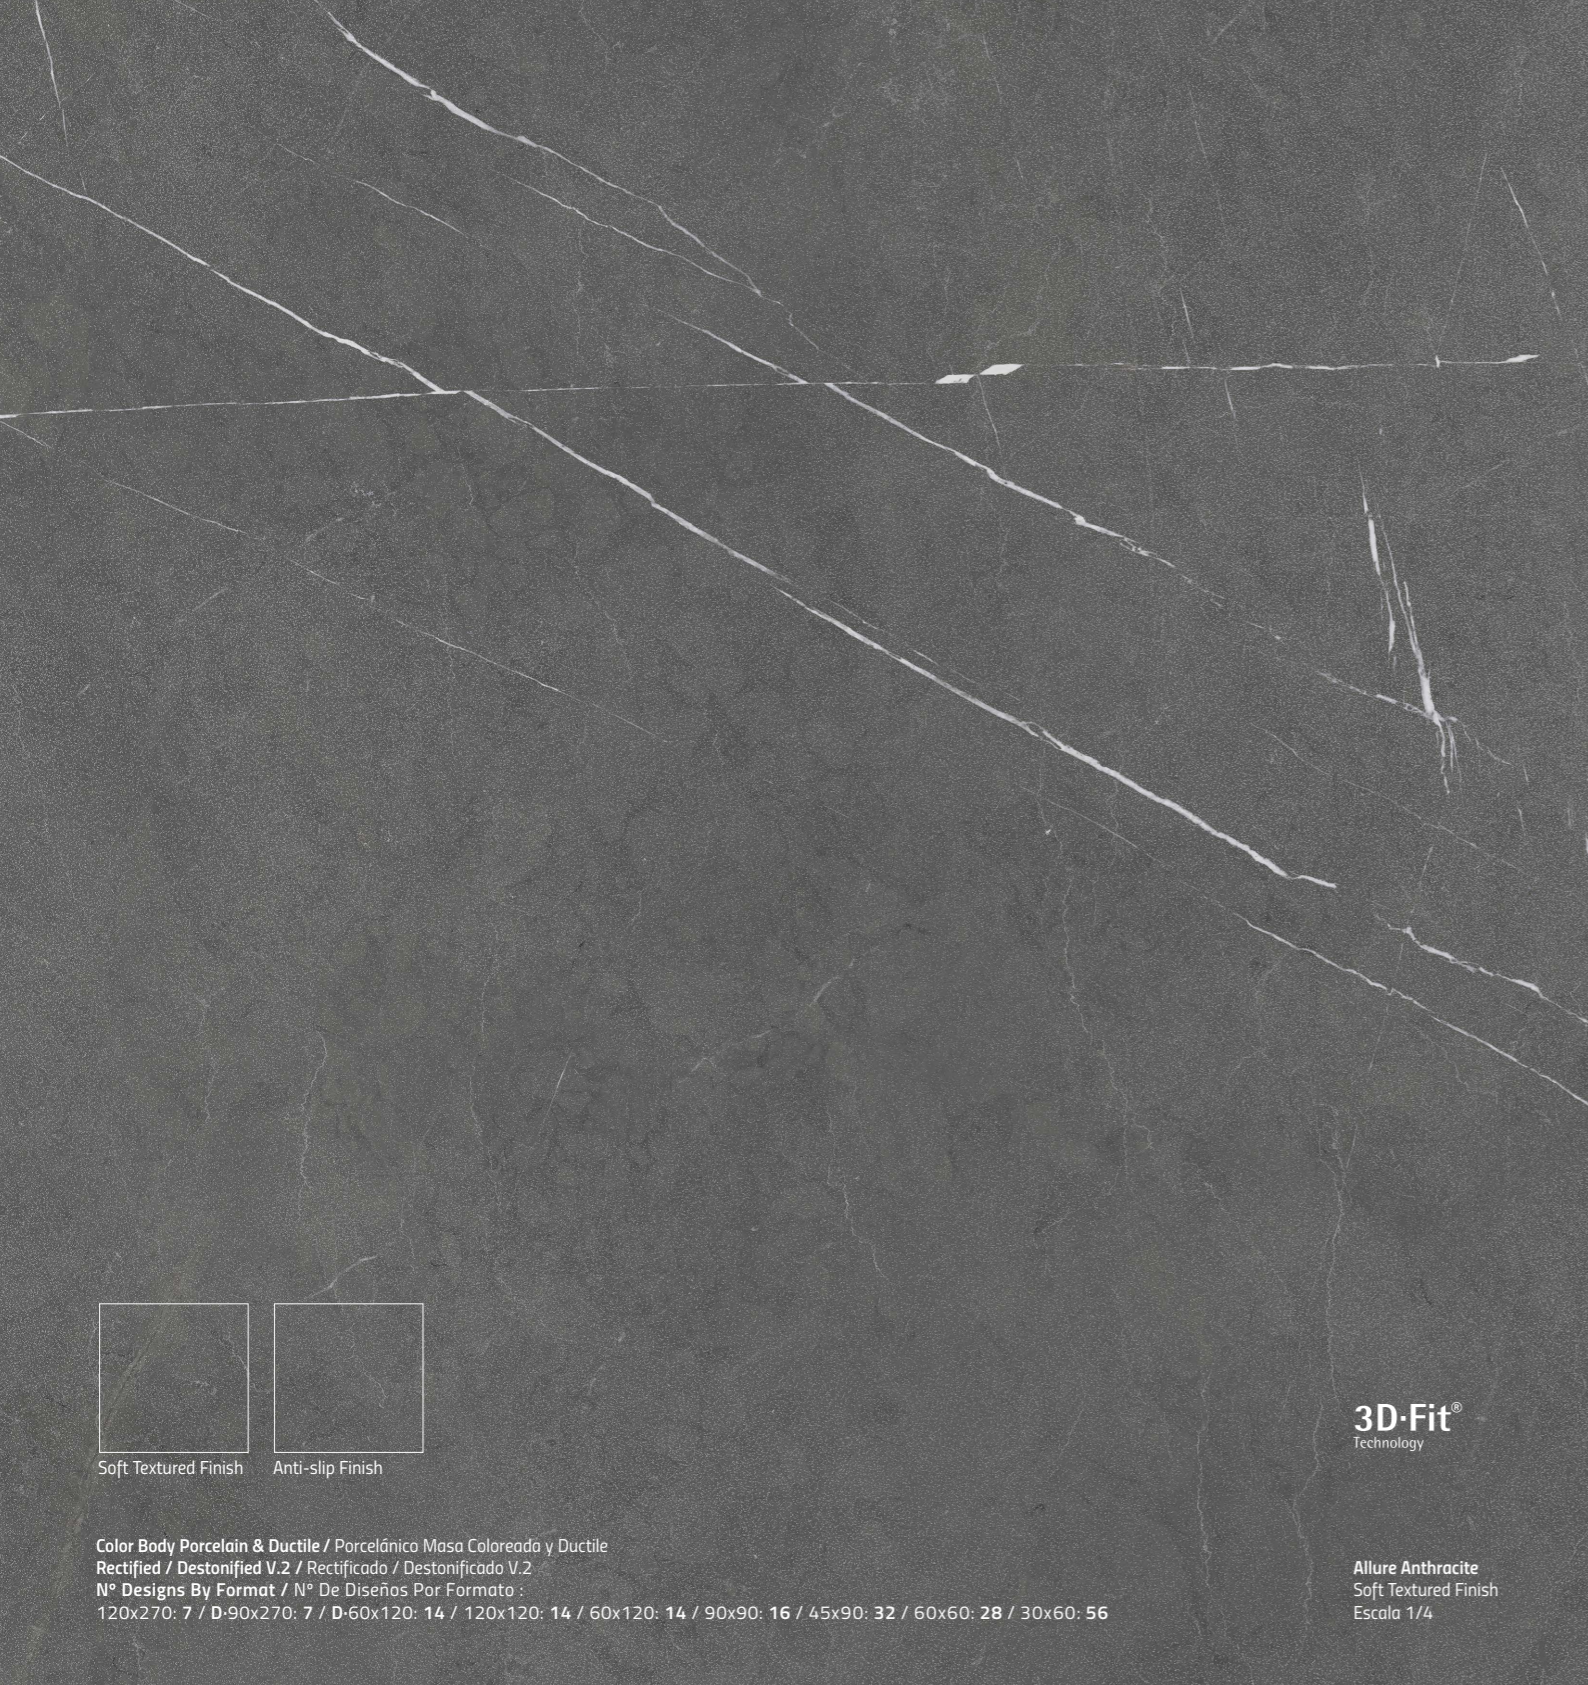 Soft Textured Finish
Anti-slip Finish
3D·Fit®
Technology
Color Body Porcelain & Ductile / Porcelánico Masa Coloreada y Ductile
Rectified / Destonified V.2 / Rectificado / Destonificado V.2
Nº Designs By Format / Nº De Diseños Por Formato :
120x270: 7 / D·90x270: 7 / D·60x120: 14 / 120x120: 14 / 60x120: 14 / 90x90: 16 / 45x90: 32 / 60x60: 28 / 30x60: 56
Allure Anthracite
Soft Textured Finish
Escala 1/4